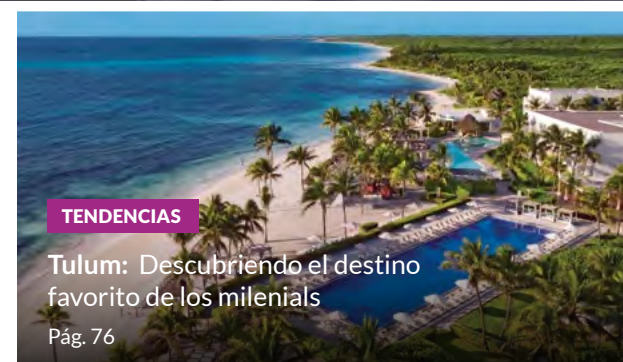 TENDENCIAS
Tulum: Descubriendo el destino
favorito de los milenials
Pág. 76